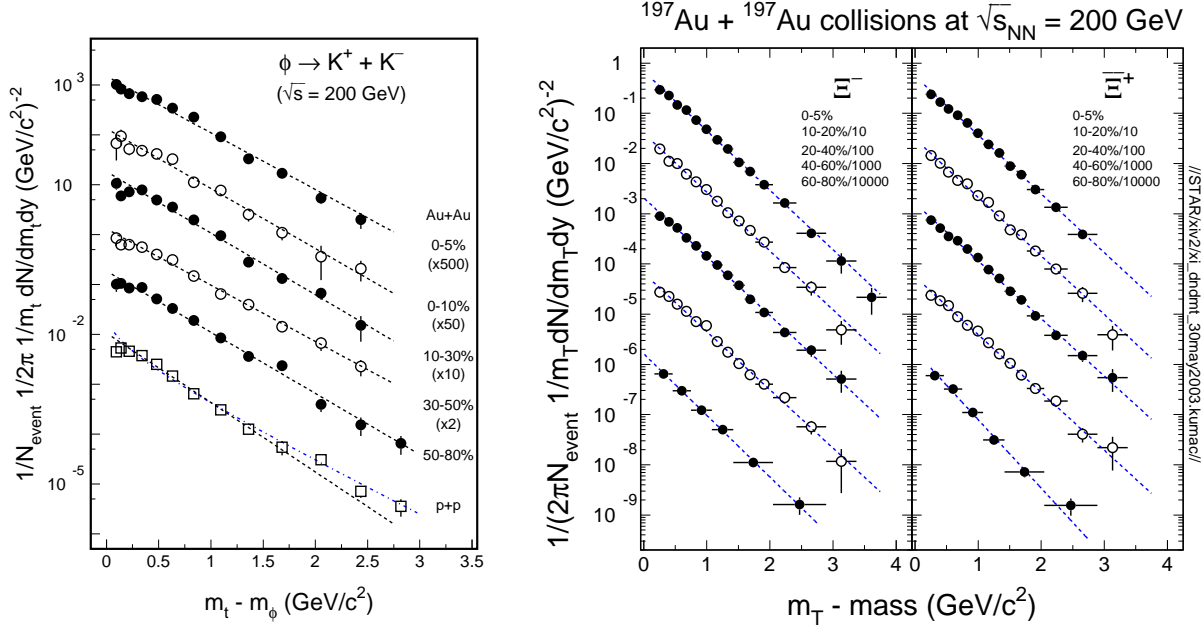 ¹⁹⁷Au + ¹⁹⁷Au collisions at √s_NN = 200 GeV
1/N_event 1/2π 1/m_t dN/dm_t dy (GeV/c²)⁻²
10³
10
10⁻²
10⁻⁵
φ → K⁺ + K⁻
(√s = 200 GeV)
Au+Au
0-5%
(x500)
0-10%
(x50)
10-30%
(x10)
30-50%
(x2)
50-80%
p+p
0 0.5 1 1.5 2 2.5 3 3.5
m_t - m_φ (GeV/c²)
1/(2πN_event 1/m_T dN/dm_T dy (GeV/c²)⁻²
1
10⁻¹
10⁻²
10⁻³
10⁻⁴
10⁻⁵
10⁻⁶
10⁻⁷
10⁻⁸
10⁻⁹
Ξ⁻
0-5%
10-20%/10
20-40%/100
40-60%/1000
60-80%/10000
Ξ̄⁺
0-5%
10-20%/10
20-40%/100
40-60%/1000
60-80%/10000
0 1 2 3 0 1 2 3 4
m_T - mass (GeV/c²)
//STAR/xiv2/xi_dndmt_30may2003.kumac//